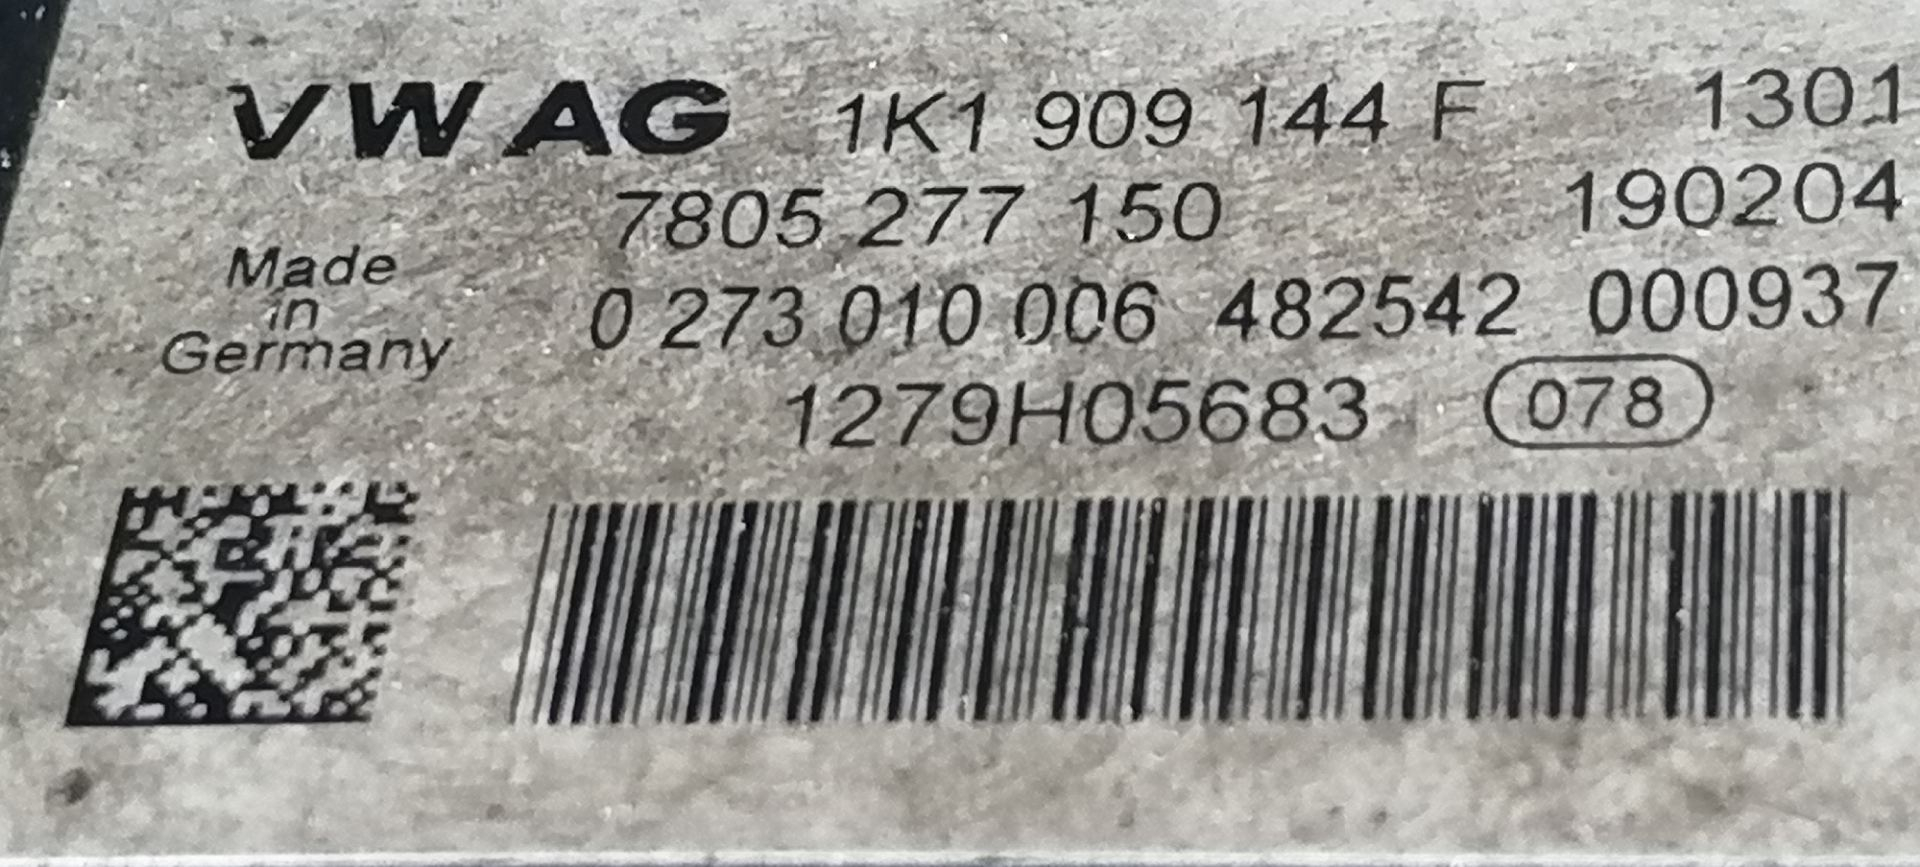 VW AG 1K1 909 144 F 1301
7805 277 150 190204
Made
in
Germany
0 273 010 006 482542 000937
1279H05683 078